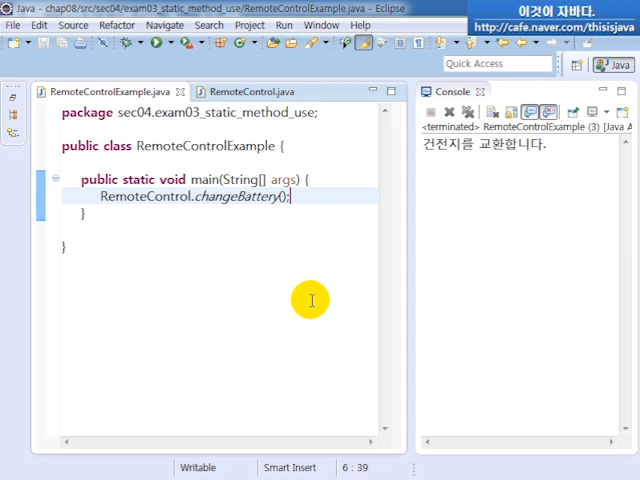 Java - chap08/src/sec04/exam03_static_method_use/RemoteControlExample.java - Eclipse
이것이 자바다.
http://cafe.naver.com/thisisjava
File Edit Source Refactor Navigate Search Project Run Window Help
Quick Access
Java
RemoteControlExample.java
RemoteControl.java
package sec04.exam03_static_method_use;
public class RemoteControlExample {
public static void main(String[] args) {
RemoteControl.changeBattery();
}
}
Console
<terminated> RemoteControlExample (3) [Java A
건전지를 교환합니다.
Writable
Smart Insert
6 : 39